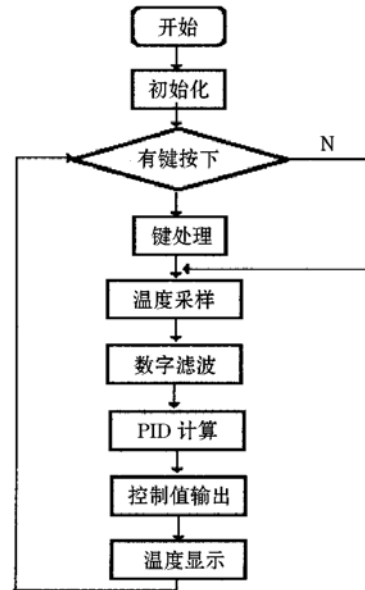 开始
初始化
有键按下
N
键处理
温度采样
数字滤波
PID 计算
控制值输出
温度显示